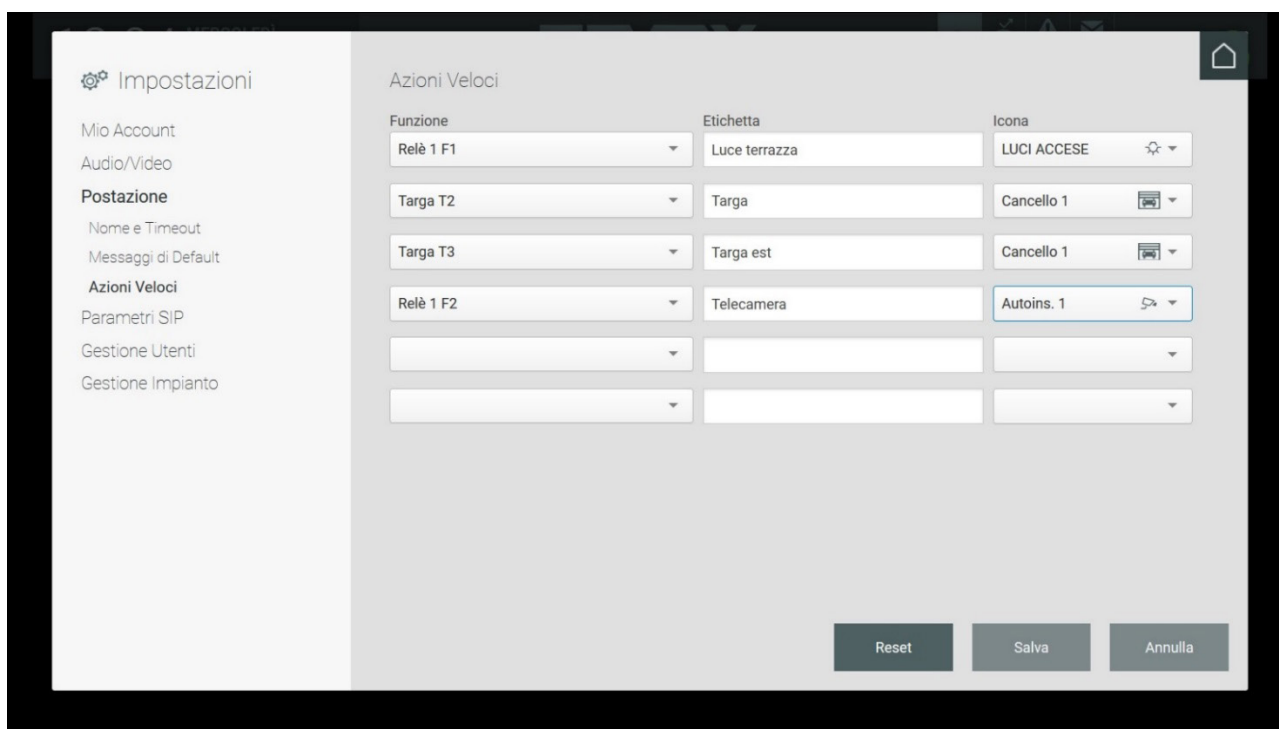 Impostazioni
Mio Account
Audio/Video
Postazione
Nome e Timeout
Messaggi di Default
Azioni Veloci
Parametri SIP
Gestione Utenti
Gestione Impianto
Azioni Veloci
Funzione Etichetta Icona
Relè 1 F1 Luce terrazza LUCI ACCESE
Targa T2 Targa Cancello 1
Targa T3 Targa est Cancello 1
Relè 1 F2 Telecamera Autoins. 1
Reset Salva Annulla